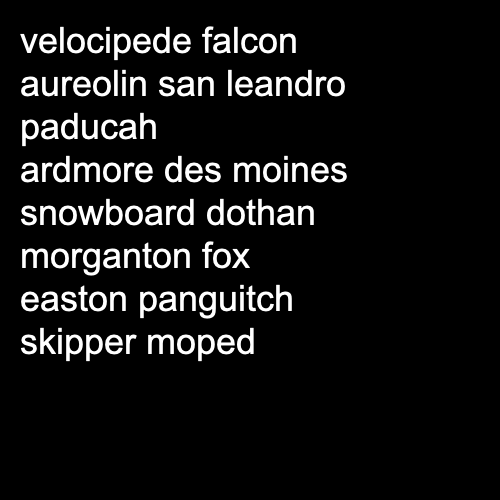 velocipede falcon
aureolin san leandro
paducah
ardmore des moines
snowboard dothan
morganton fox
easton panguitch
skipper moped